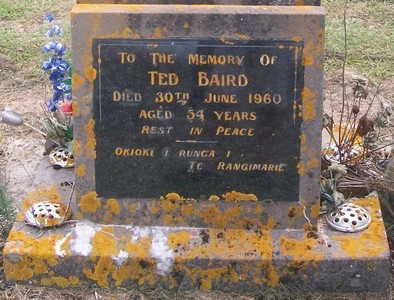 To The Memory Of
Ted Baird
Died 30th June 1960
aged 54 years
Rest in Peace
Okioki i runga i
Te Rangimarie